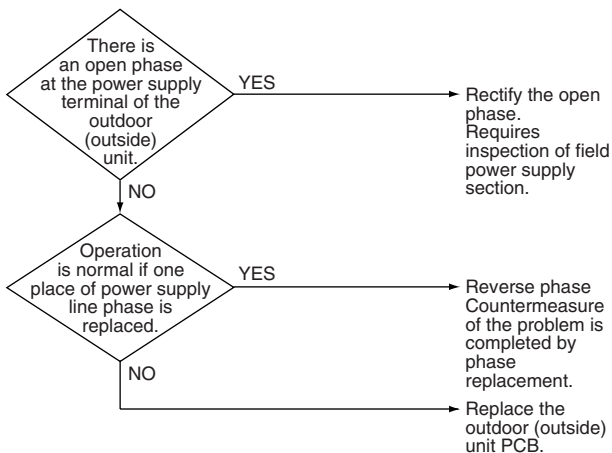 There is
an open phase
at the power supply
terminal of the
outdoor
(outside)
unit.
YES
Rectify the open
phase.
Requires
inspection of field
power supply
section.
NO
Operation
is normal if one
place of power supply
line phase is
replaced.
YES
Reverse phase
Countermeasure
of the problem is
completed by
phase
replacement.
NO
Replace the
outdoor (outside)
unit PCB.